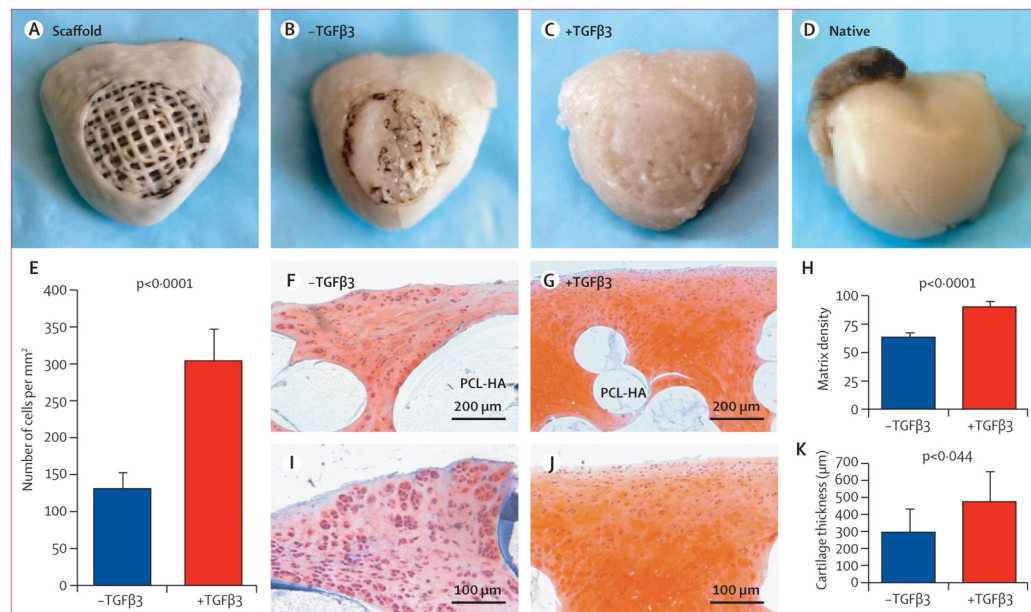 A Scaffold
B –TGFβ3
C +TGFβ3
D Native
E
p<0·0001
Number of cells per mm²
400
350
300
250
200
150
100
50
0
–TGFβ3
+TGFβ3
F –TGFβ3
PCL-HA
200 μm
G +TGFβ3
PCL-HA
200 μm
H
p<0·0001
Matrix density
100
75
50
25
0
–TGFβ3
+TGFβ3
I
100 μm
J
100 μm
K
p<0·044
Cartilage thickness (μm)
700
600
500
400
300
200
100
0
–TGFβ3
+TGFβ3